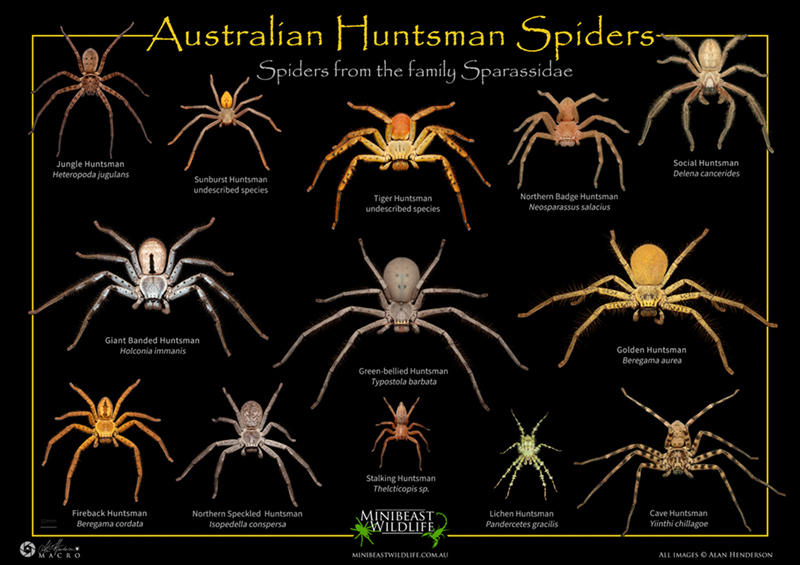 Australian Huntsman Spiders
Spiders from the family Sparassidae
Jungle Huntsman
Heteropoda jugulans
Sunburst Huntsman
undescribed species
Tiger Huntsman
undescribed species
Northern Badge Huntsman
Neosparassus salacius
Social Huntsman
Delena cancerides
Giant Banded Huntsman
Holconia immanis
Green-bellied Huntsman
Typostola barbata
Golden Huntsman
Beregama aurea
Fireback Huntsman
Beregama cordata
Northern Speckled Huntsman
Isopedella conspersa
Stalking Huntsman
Thelcticopis sp.
Lichen Huntsman
Pandercetes gracilis
Cave Huntsman
Yiinthi chillagoe
Minibeast
Wildlife
MACRO
minibeastwildlife.com.au
All images © Alan Henderson